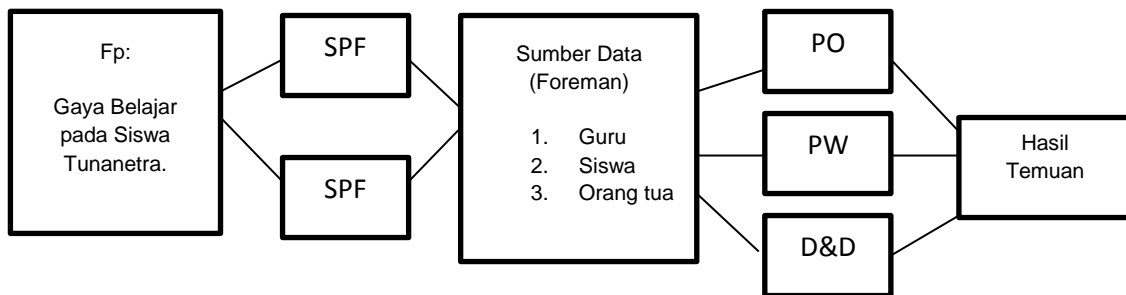 Fp:
Gaya Belajar
pada Siswa
Tunanetra.
SPF
SPF
Sumber Data
(Foreman)
1. Guru
2. Siswa
3. Orang tua
PO
PW
D&D
Hasil
Temuan